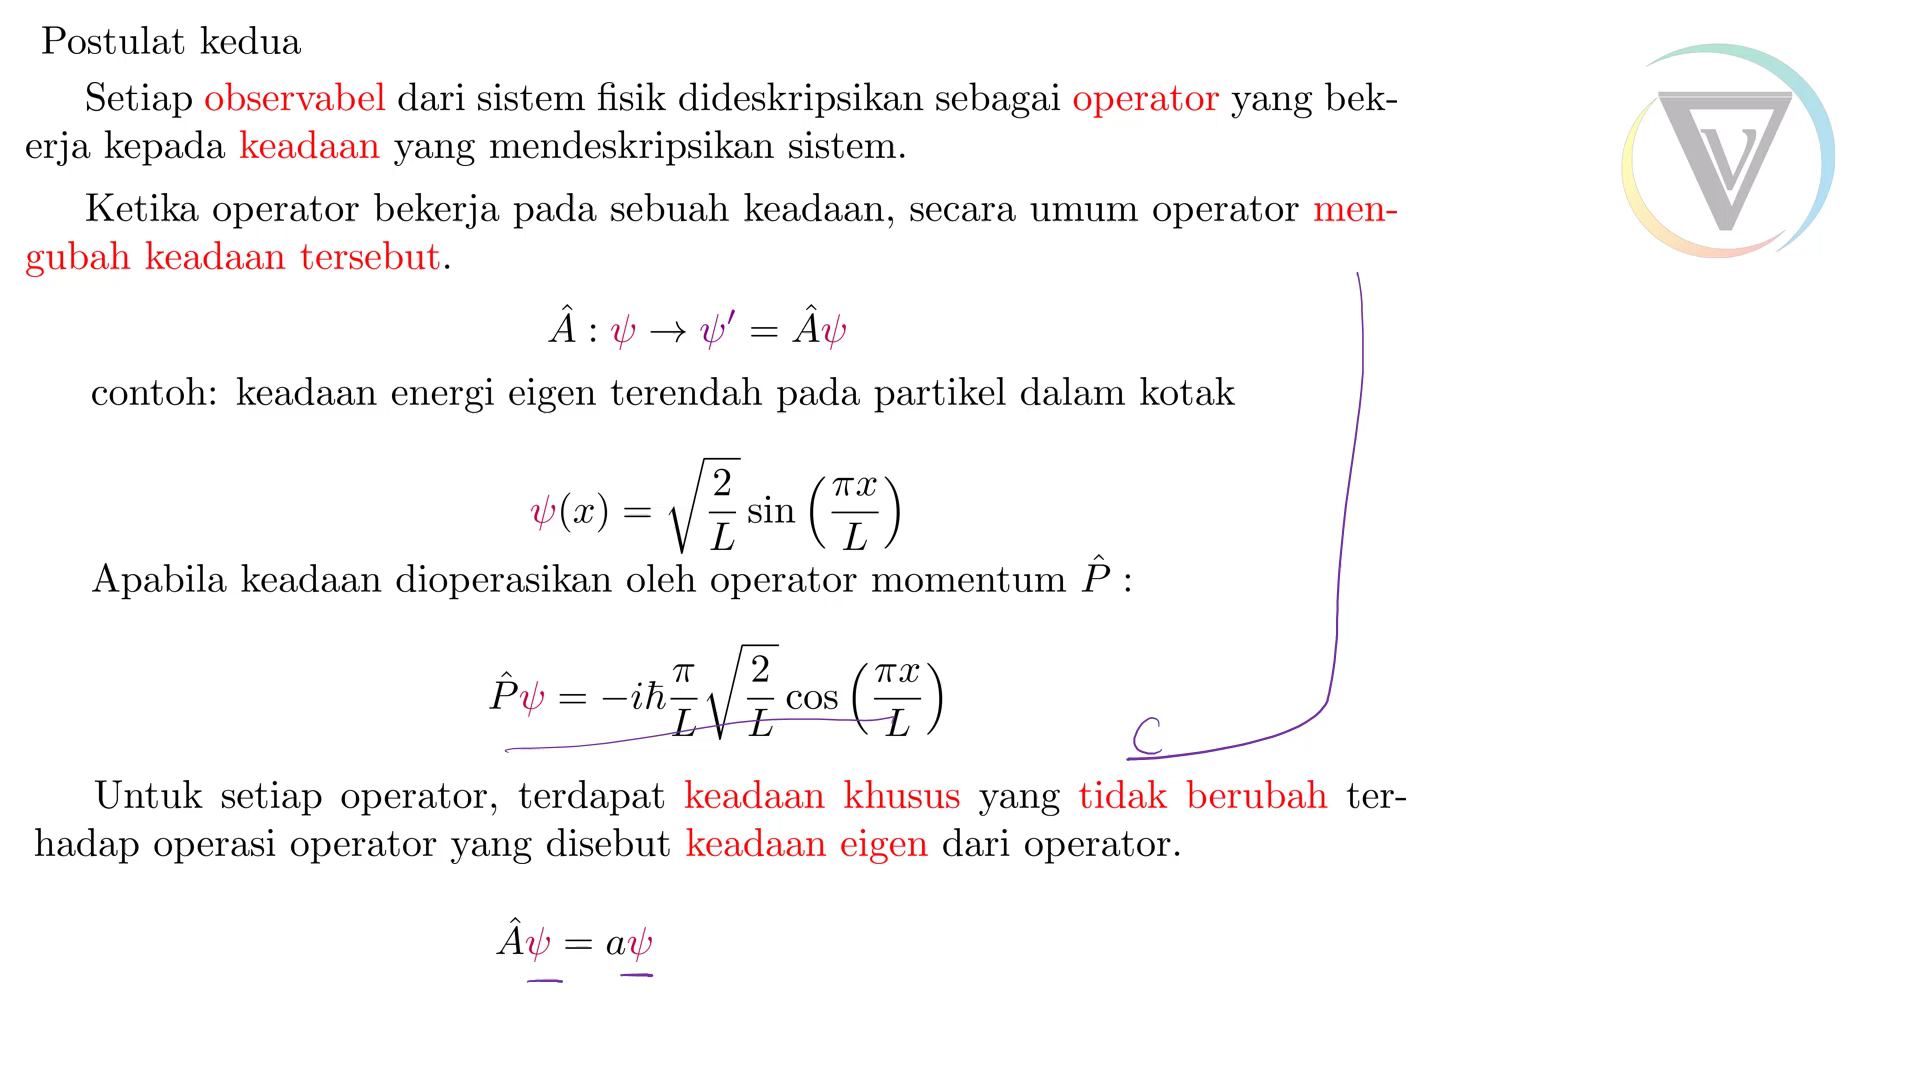 Postulat kedua
Setiap observabel dari sistem fisik dideskripsikan sebagai operator yang bek-
erja kepada keadaan yang mendeskripsikan sistem.
Ketika operator bekerja pada sebuah keadaan, secara umum operator men-
gubah keadaan tersebut.
Â : ψ → ψ′ = Âψ
contoh: keadaan energi eigen terendah pada partikel dalam kotak
ψ(x) = √(2/L) sin(πx/L)
Apabila keadaan dioperasikan oleh operator momentum P̂ :
P̂ψ = −iħ π/L √(2/L) cos(πx/L)
C
Untuk setiap operator, terdapat keadaan khusus yang tidak berubah ter-
hadap operasi operator yang disebut keadaan eigen dari operator.
Âψ = aψ